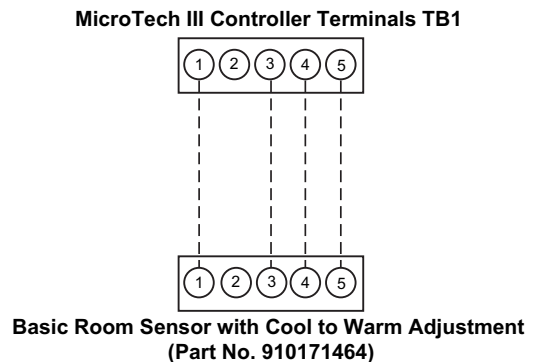 MicroTech III Controller Terminals TB1
1 2 3 4 5
1 2 3 4 5
Basic Room Sensor with Cool to Warm Adjustment
(Part No. 910171464)